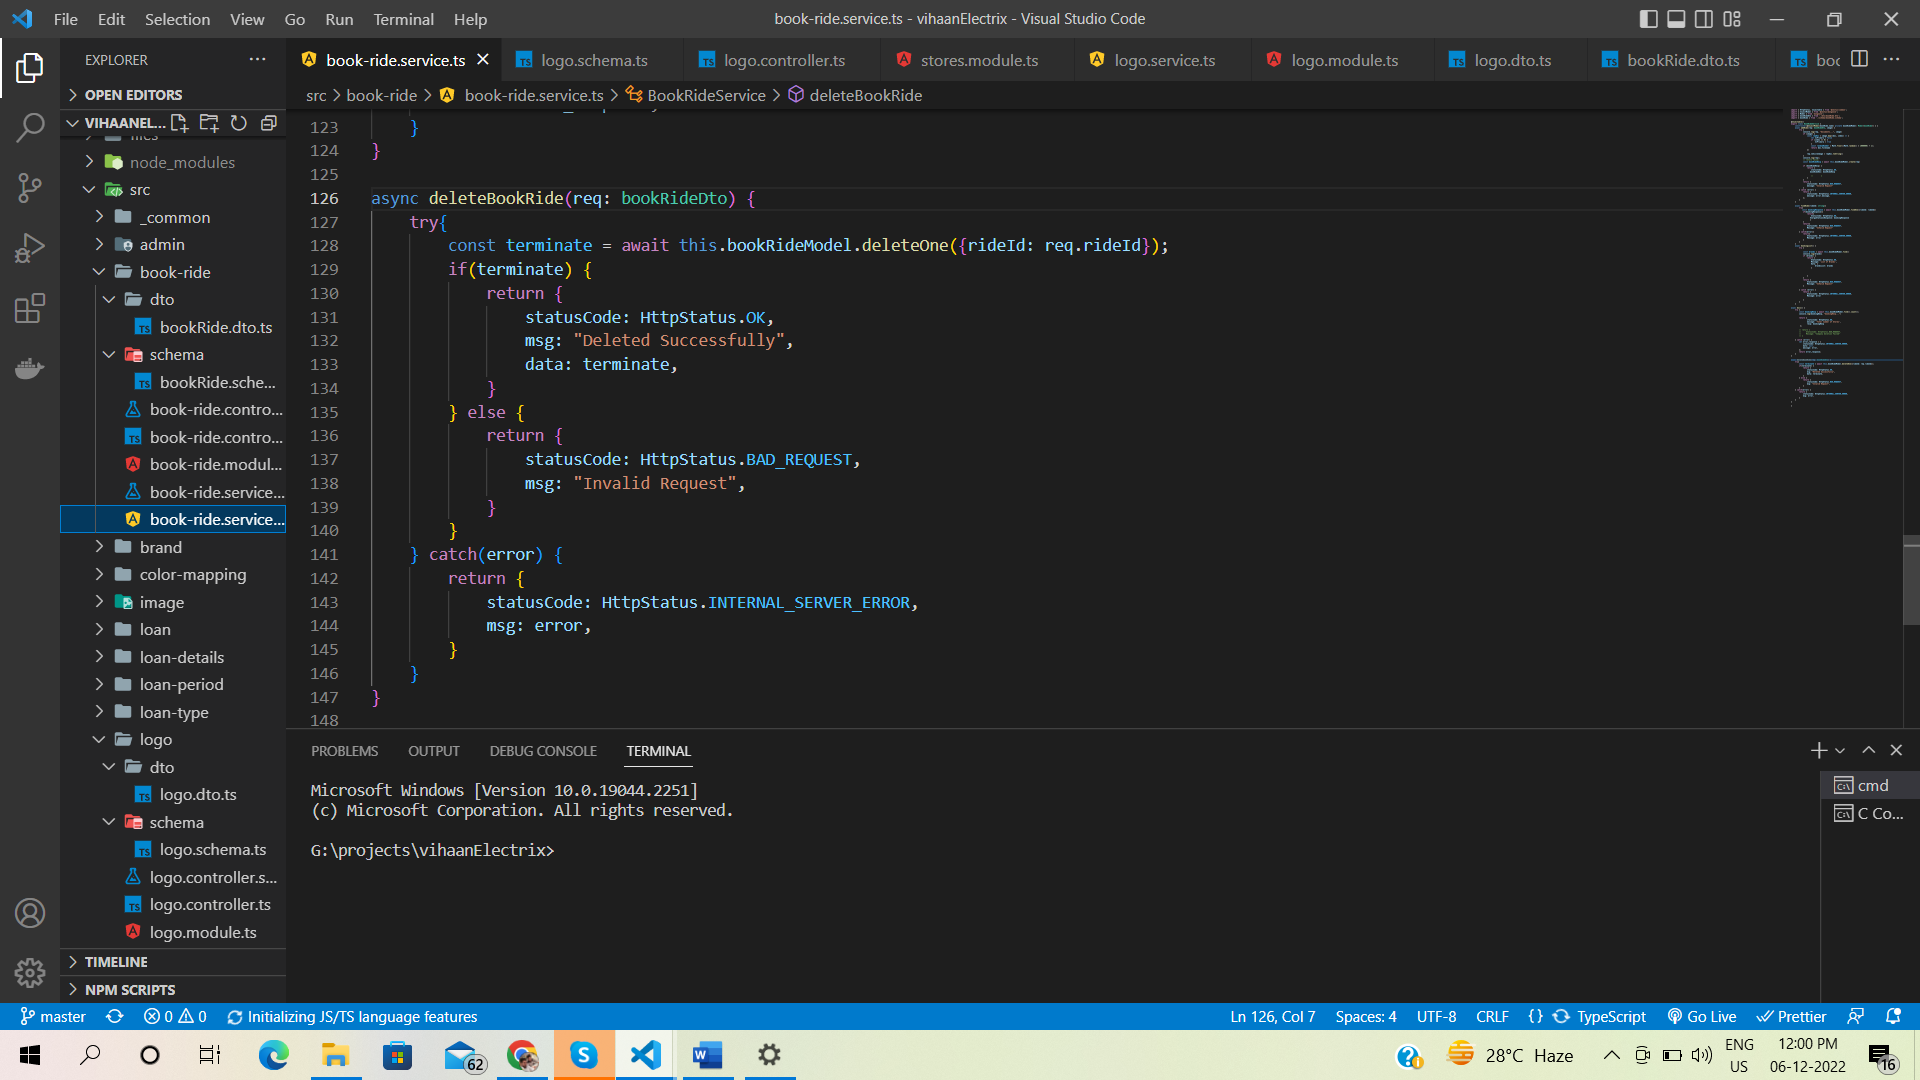 File Edit Selection View Go Run Terminal Help
book-ride.service.ts - vihaanElectrix - Visual Studio Code
EXPLORER
book-ride.service.ts logo.schema.ts logo.controller.ts stores.module.ts logo.service.ts logo.module.ts logo.dto.ts bookRide.dto.ts
OPEN EDITORS
src > book-ride > book-ride.service.ts > BookRideService > deleteBookRide
VIHAANEL...
node_modules
src
_common
admin
book-ride
dto
bookRide.dto.ts
schema
bookRide.sche...
book-ride.contro...
book-ride.contro...
book-ride.modul...
book-ride.service...
book-ride.service...
brand
color-mapping
image
loan
loan-details
loan-period
loan-type
logo
dto
logo.dto.ts
schema
logo.schema.ts
logo.controller.s...
logo.controller.ts
logo.module.ts
TIMELINE
NPM SCRIPTS
123 }
124 }
125
126 async deleteBookRide(req: bookRideDto) {
127 try{
128 const terminate = await this.bookRideModel.deleteOne({rideId: req.rideId});
129 if(terminate) {
130 return {
131 statusCode: HttpStatus.OK,
132 msg: "Deleted Successfully",
133 data: terminate,
134 }
135 } else {
136 return {
137 statusCode: HttpStatus.BAD_REQUEST,
138 msg: "Invalid Request",
139 }
140 }
141 } catch(error) {
142 return {
143 statusCode: HttpStatus.INTERNAL_SERVER_ERROR,
144 msg: error,
145 }
146 }
147 }
148
PROBLEMS OUTPUT DEBUG CONSOLE TERMINAL
Microsoft Windows [Version 10.0.19044.2251]
(c) Microsoft Corporation. All rights reserved.
G:\projects\vihaanElectrix>
cmd
C Co...
master 0 0 Initializing JS/TS language features
Ln 126, Col 7 Spaces: 4 UTF-8 CRLF {} TypeScript Go Live Prettier
62
28°C Haze
ENG
US
12:00 PM
06-12-2022
16